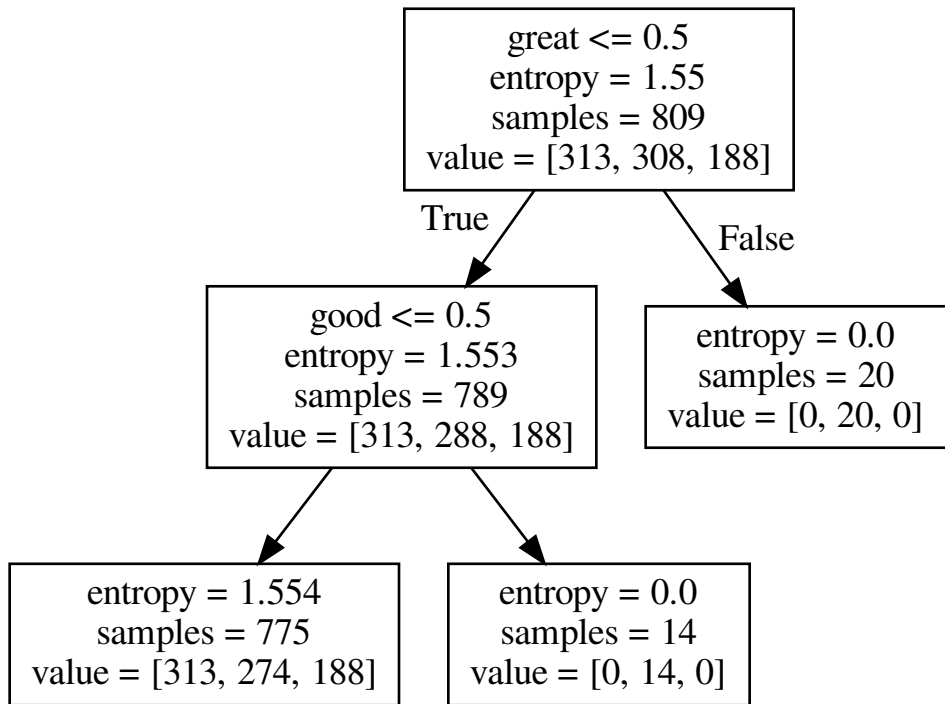 great <= 0.5
entropy = 1.55
samples = 809
value = [313, 308, 188]
True
False
good <= 0.5
entropy = 1.553
samples = 789
value = [313, 288, 188]
entropy = 0.0
samples = 20
value = [0, 20, 0]
entropy = 1.554
samples = 775
value = [313, 274, 188]
entropy = 0.0
samples = 14
value = [0, 14, 0]